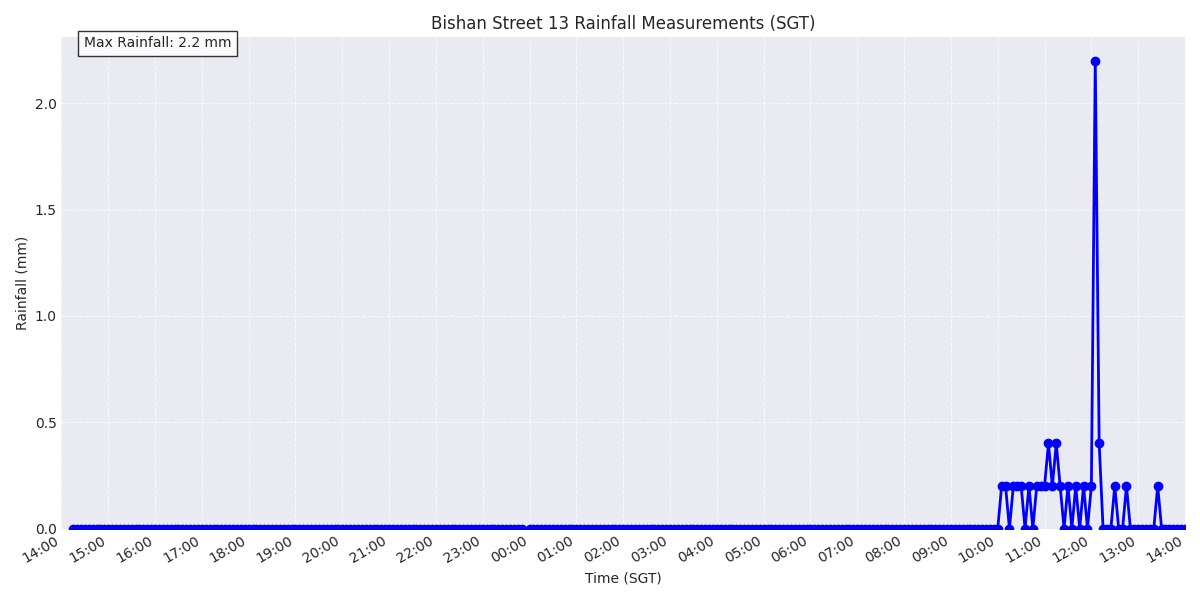 Bishan Street 13 Rainfall Measurements (SGT)
Max Rainfall: 2.2 mm
Rainfall (mm)
2.0
1.5
1.0
0.5
0.0
14:00 15:00 16:00 17:00 18:00 19:00 20:00 21:00 22:00 23:00 00:00 01:00 02:00 03:00 04:00 05:00 06:00 07:00 08:00 09:00 10:00 11:00 12:00 13:00 14:00
Time (SGT)